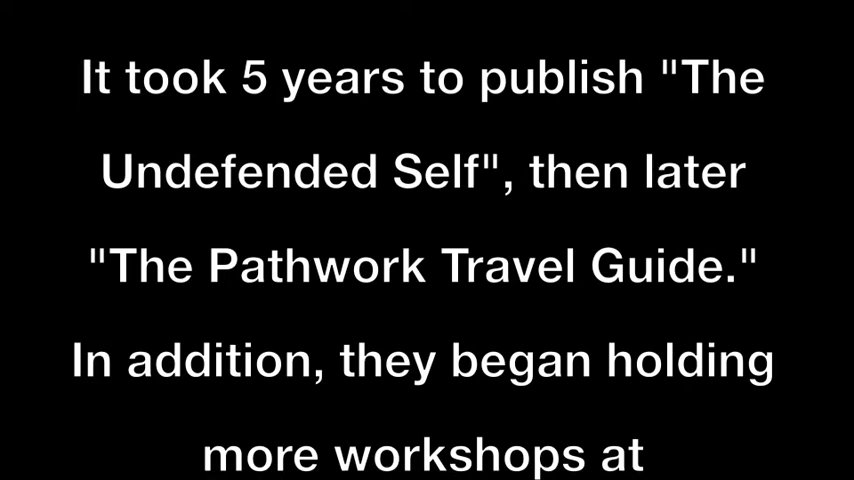 It took 5 years to publish "The
Undefended Self", then later
"The Pathwork Travel Guide."
In addition, they began holding
more workshops at